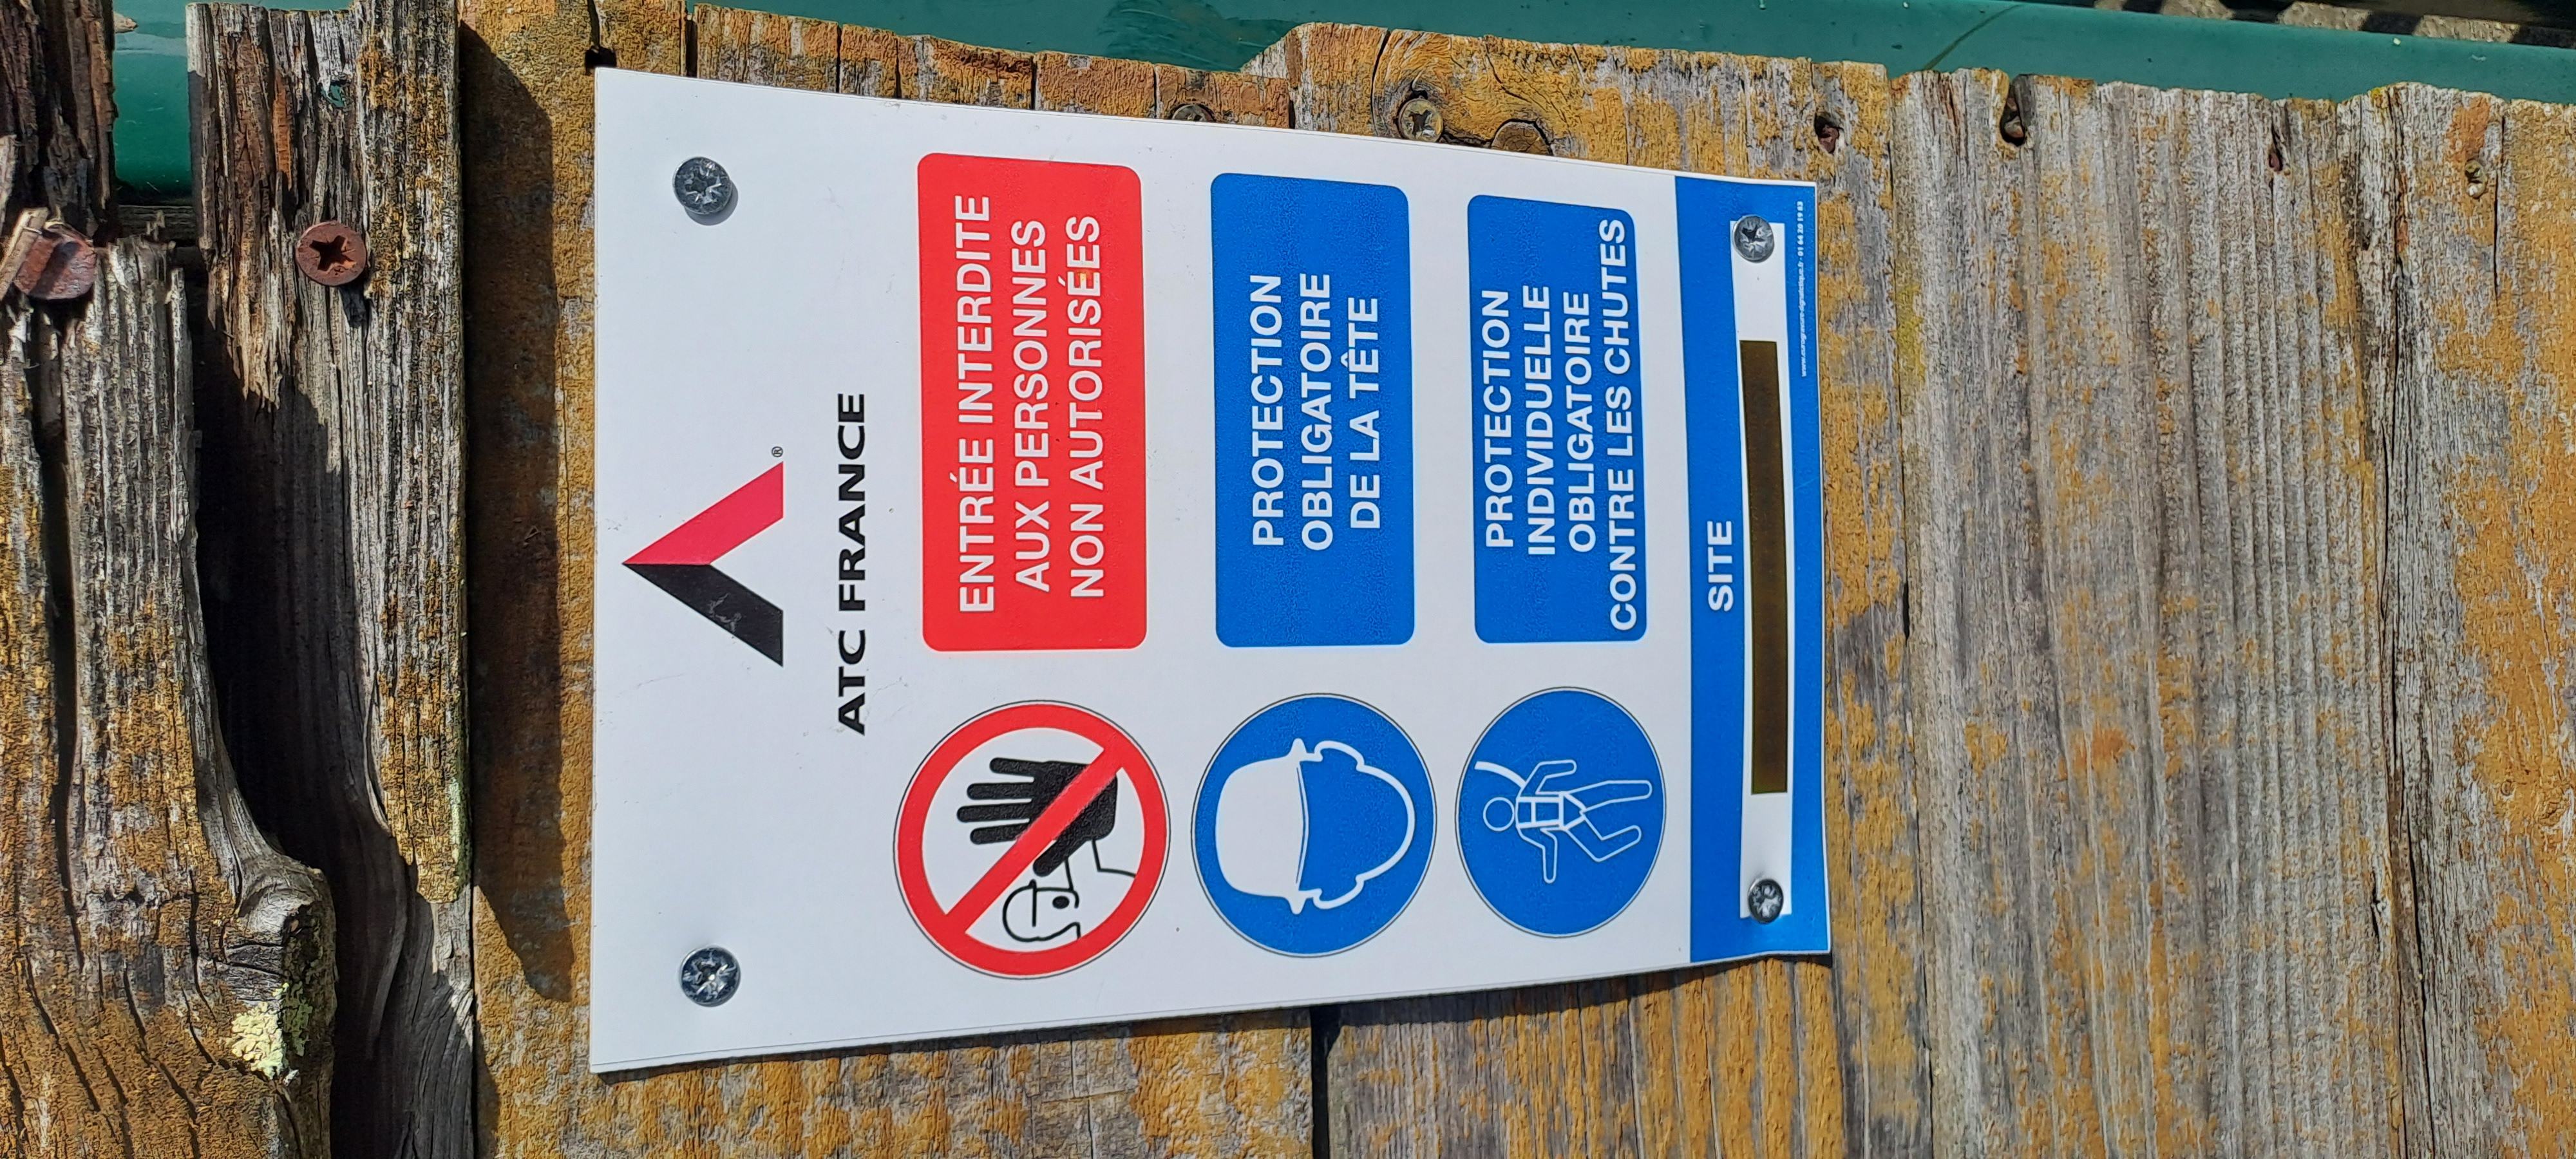 ATC FRANCE
ENTRÉE INTERDITE
AUX PERSONNES
NON AUTORISÉES
PROTECTION
OBLIGATOIRE
DE LA TÊTE
PROTECTION
INDIVIDUELLE
OBLIGATOIRE
CONTRE LES CHUTES
SITE